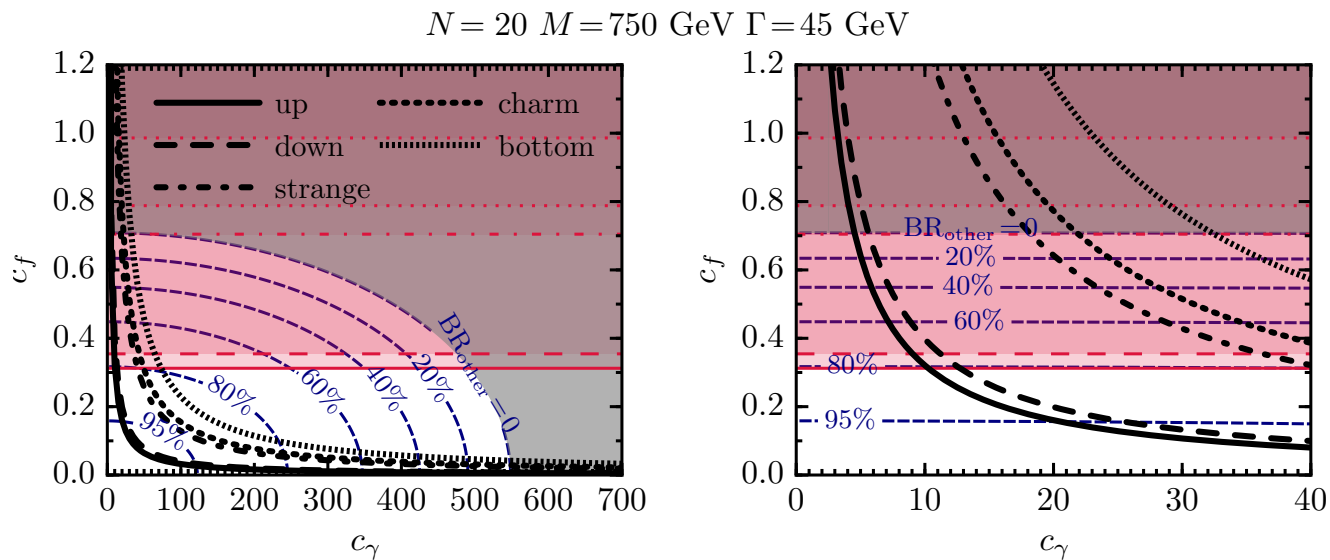 N = 20 M = 750 GeV Γ = 45 GeV
1.2
1.0
0.8
0.6
0.4
0.2
0.0
c_f
up
down
strange
charm
bottom
BR_other = 0
20%
40%
60%
80%
95%
0 100 200 300 400 500 600 700
c_γ
1.2
1.0
0.8
0.6
0.4
0.2
0.0
c_f
BR_other = 0
20%
40%
60%
80%
95%
0 10 20 30 40
c_γ